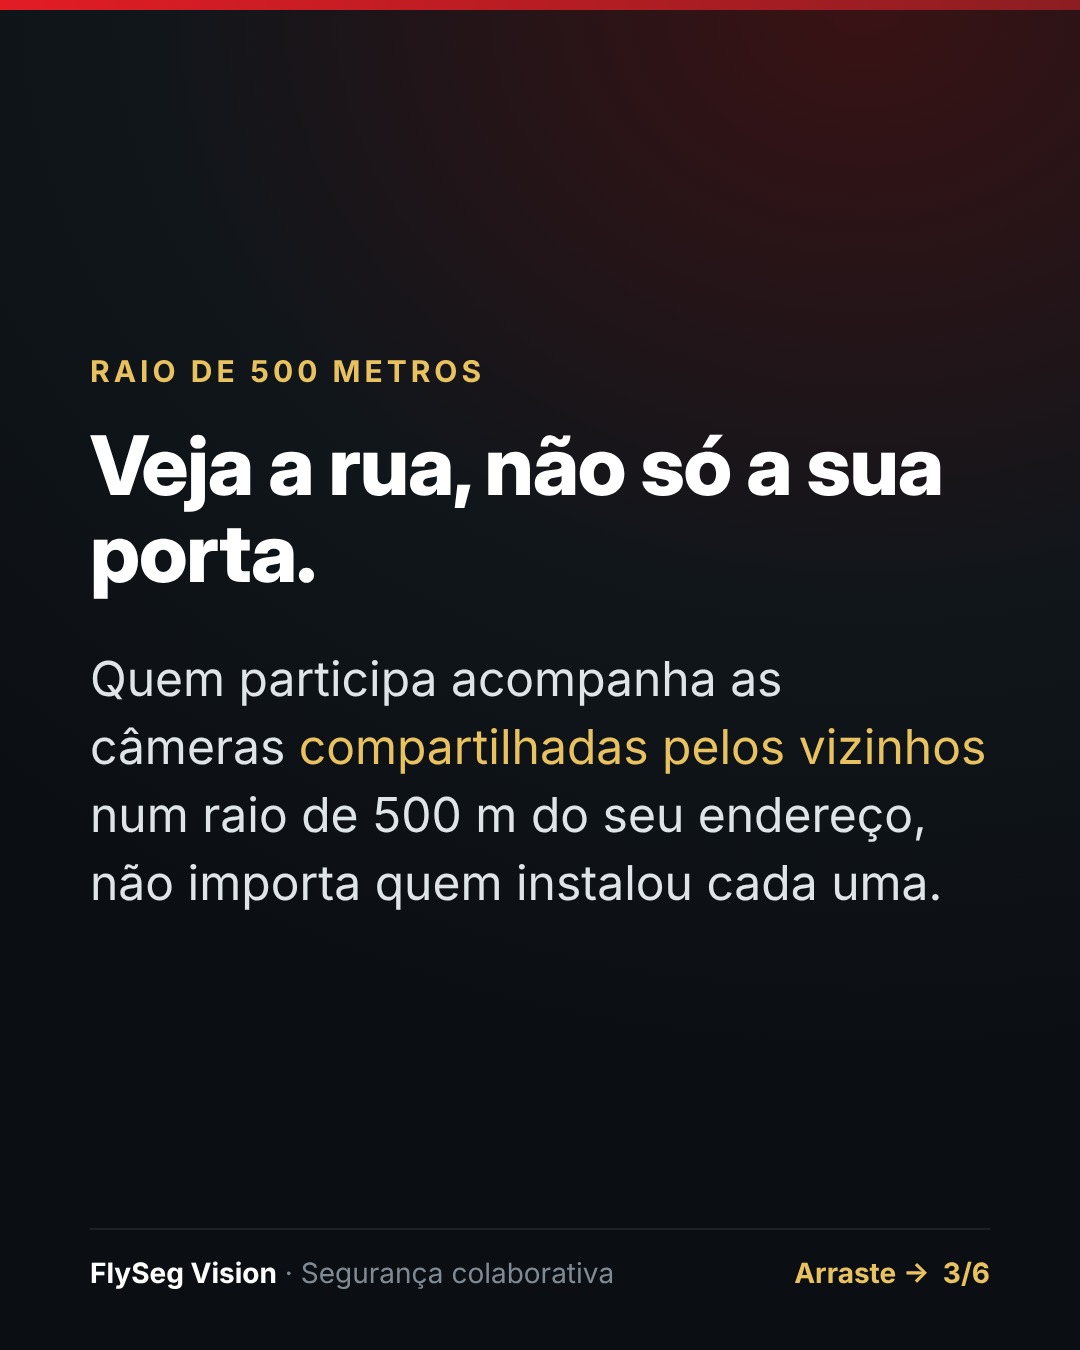 RAIO DE 500 METROS
Veja a rua, não só a sua
porta.
Quem participa acompanha as
câmeras compartilhadas pelos vizinhos
num raio de 500 m do seu endereço,
não importa quem instalou cada uma.
FlySeg Vision · Segurança colaborativa
Arraste → 3/6